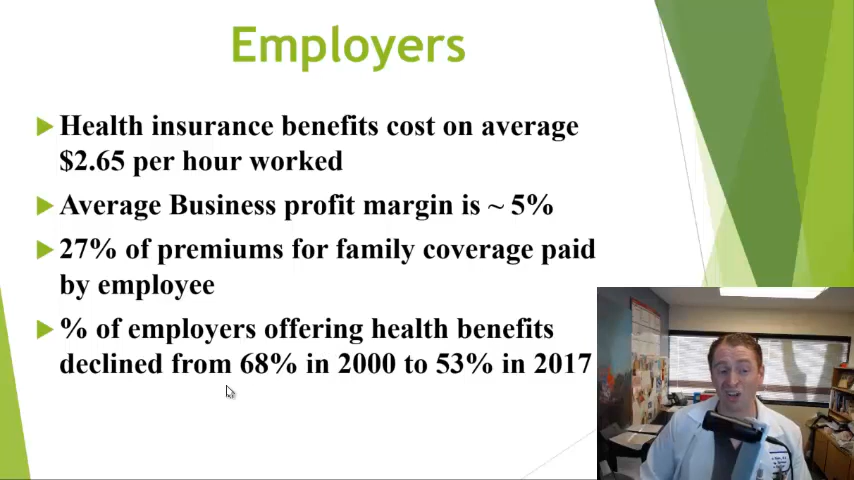 Employers
Health insurance benefits cost on average
$2.65 per hour worked
Average Business profit margin is ~ 5%
27% of premiums for family coverage paid
by employee
% of employers offering health benefits
declined from 68% in 2000 to 53% in 2017